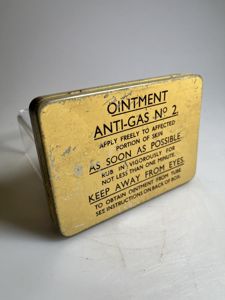 OINTMENT
ANTI-GAS Nº 2.
APPLY FREELY TO AFFECTED
PORTION OF SKIN
AS SOON AS POSSIBLE.
RUB IN VIGOROUSLY FOR
NOT LESS THAN ONE MINUTE.
KEEP AWAY FROM EYES.
TO OBTAIN OINTMENT FROM TUBE
SEE INSTRUCTIONS ON BACK OF BOX.